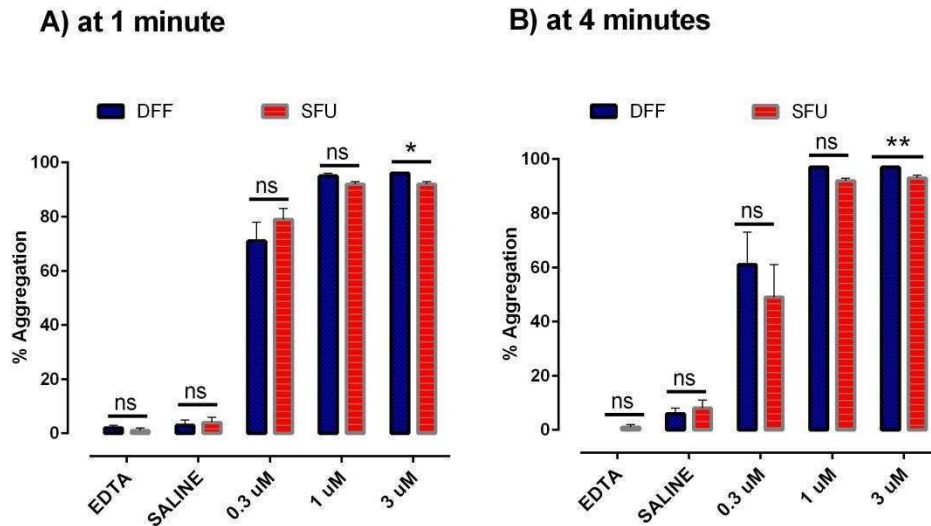 A) at 1 minute
DFF
SFU
% Aggregation
100
80
60
40
20
0
ns
ns
ns
ns
*
EDTA
SALINE
0.3 uM
1 uM
3 uM
B) at 4 minutes
DFF
SFU
% Aggregation
100
80
60
40
20
0
ns
ns
ns
ns
**
EDTA
SALINE
0.3 uM
1 uM
3 uM